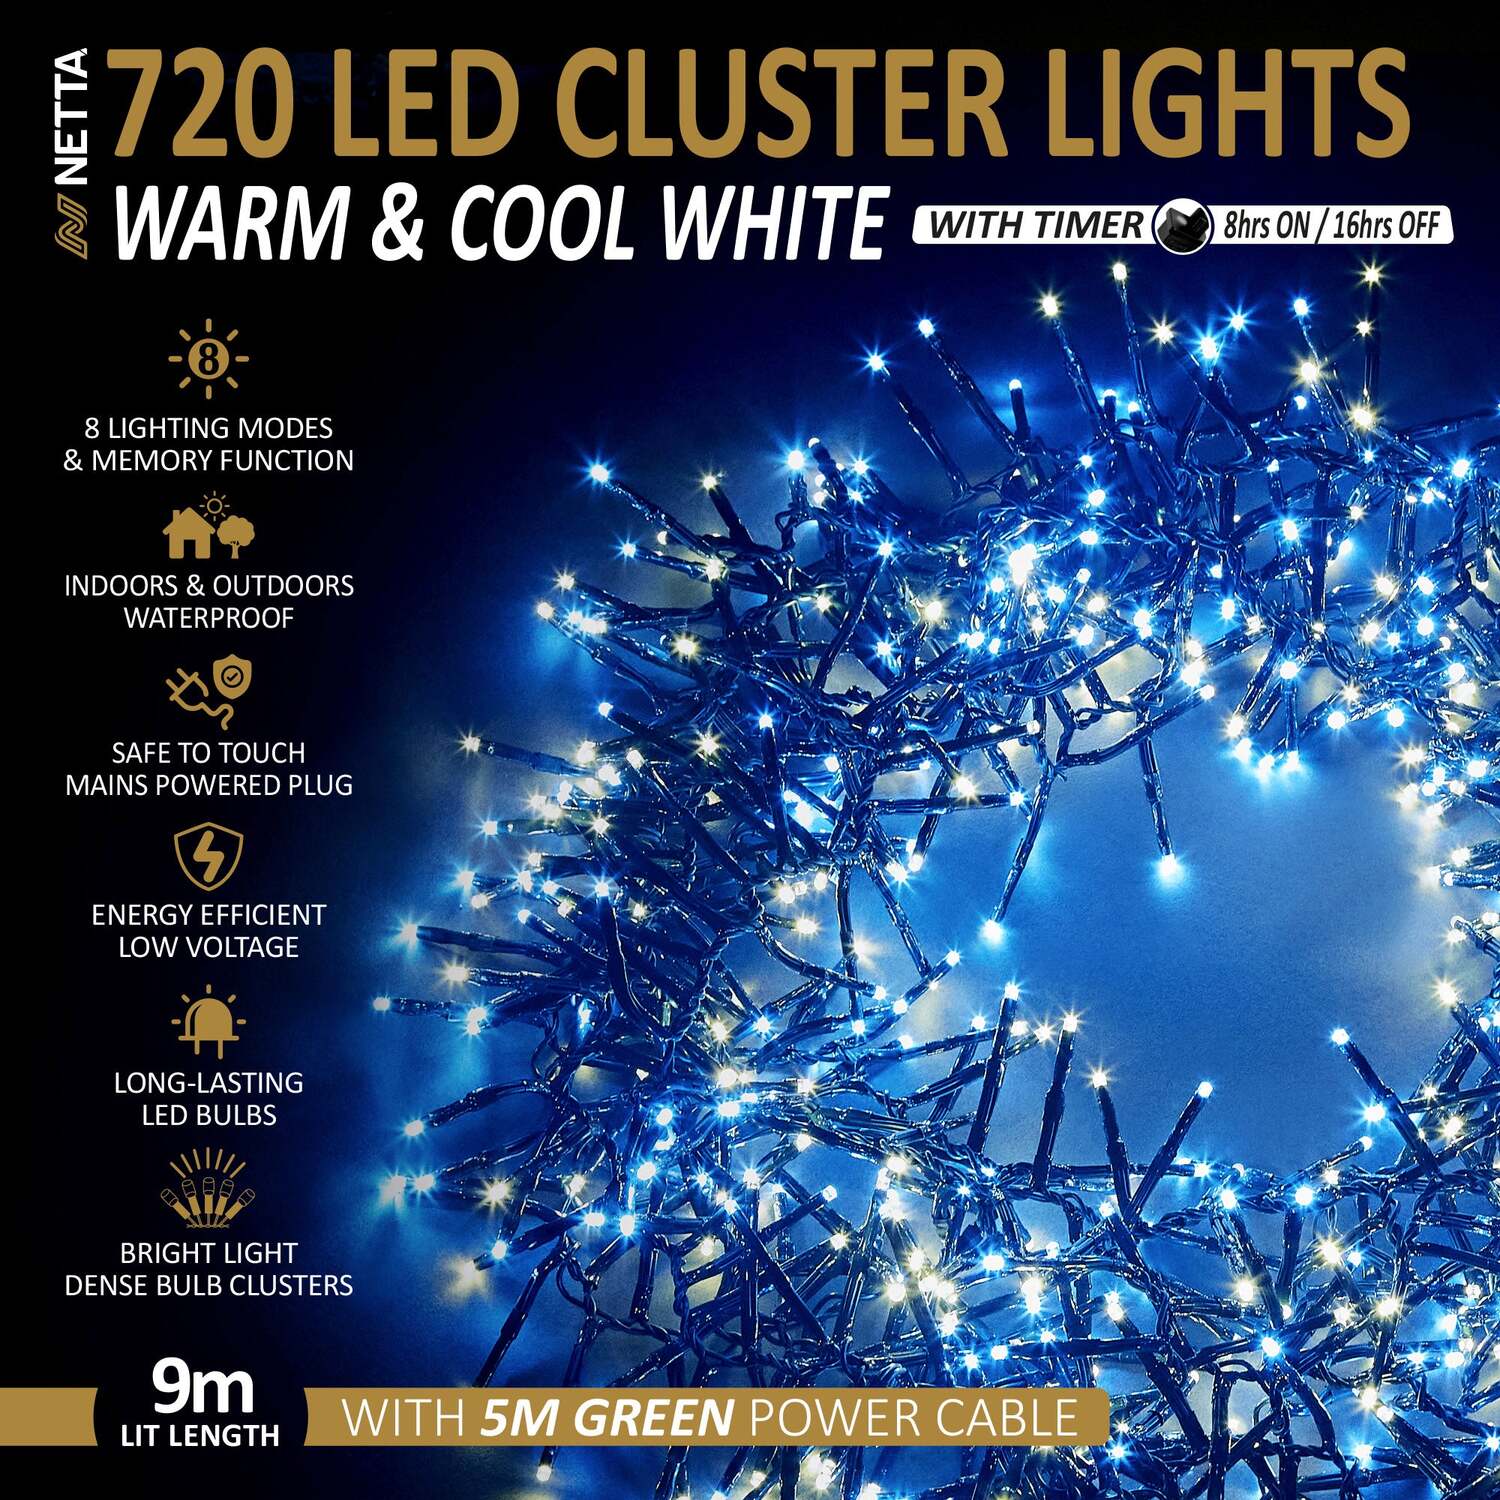 NETTA
720 LED CLUSTER LIGHTS
WARM & COOL WHITE
WITH TIMER 8hrs ON / 16hrs OFF
8
8 LIGHTING MODES
& MEMORY FUNCTION
INDOORS & OUTDOORS
WATERPROOF
SAFE TO TOUCH
MAINS POWERED PLUG
ENERGY EFFICIENT
LOW VOLTAGE
LONG-LASTING
LED BULBS
BRIGHT LIGHT
DENSE BULB CLUSTERS
9m
LIT LENGTH
WITH 5M GREEN POWER CABLE